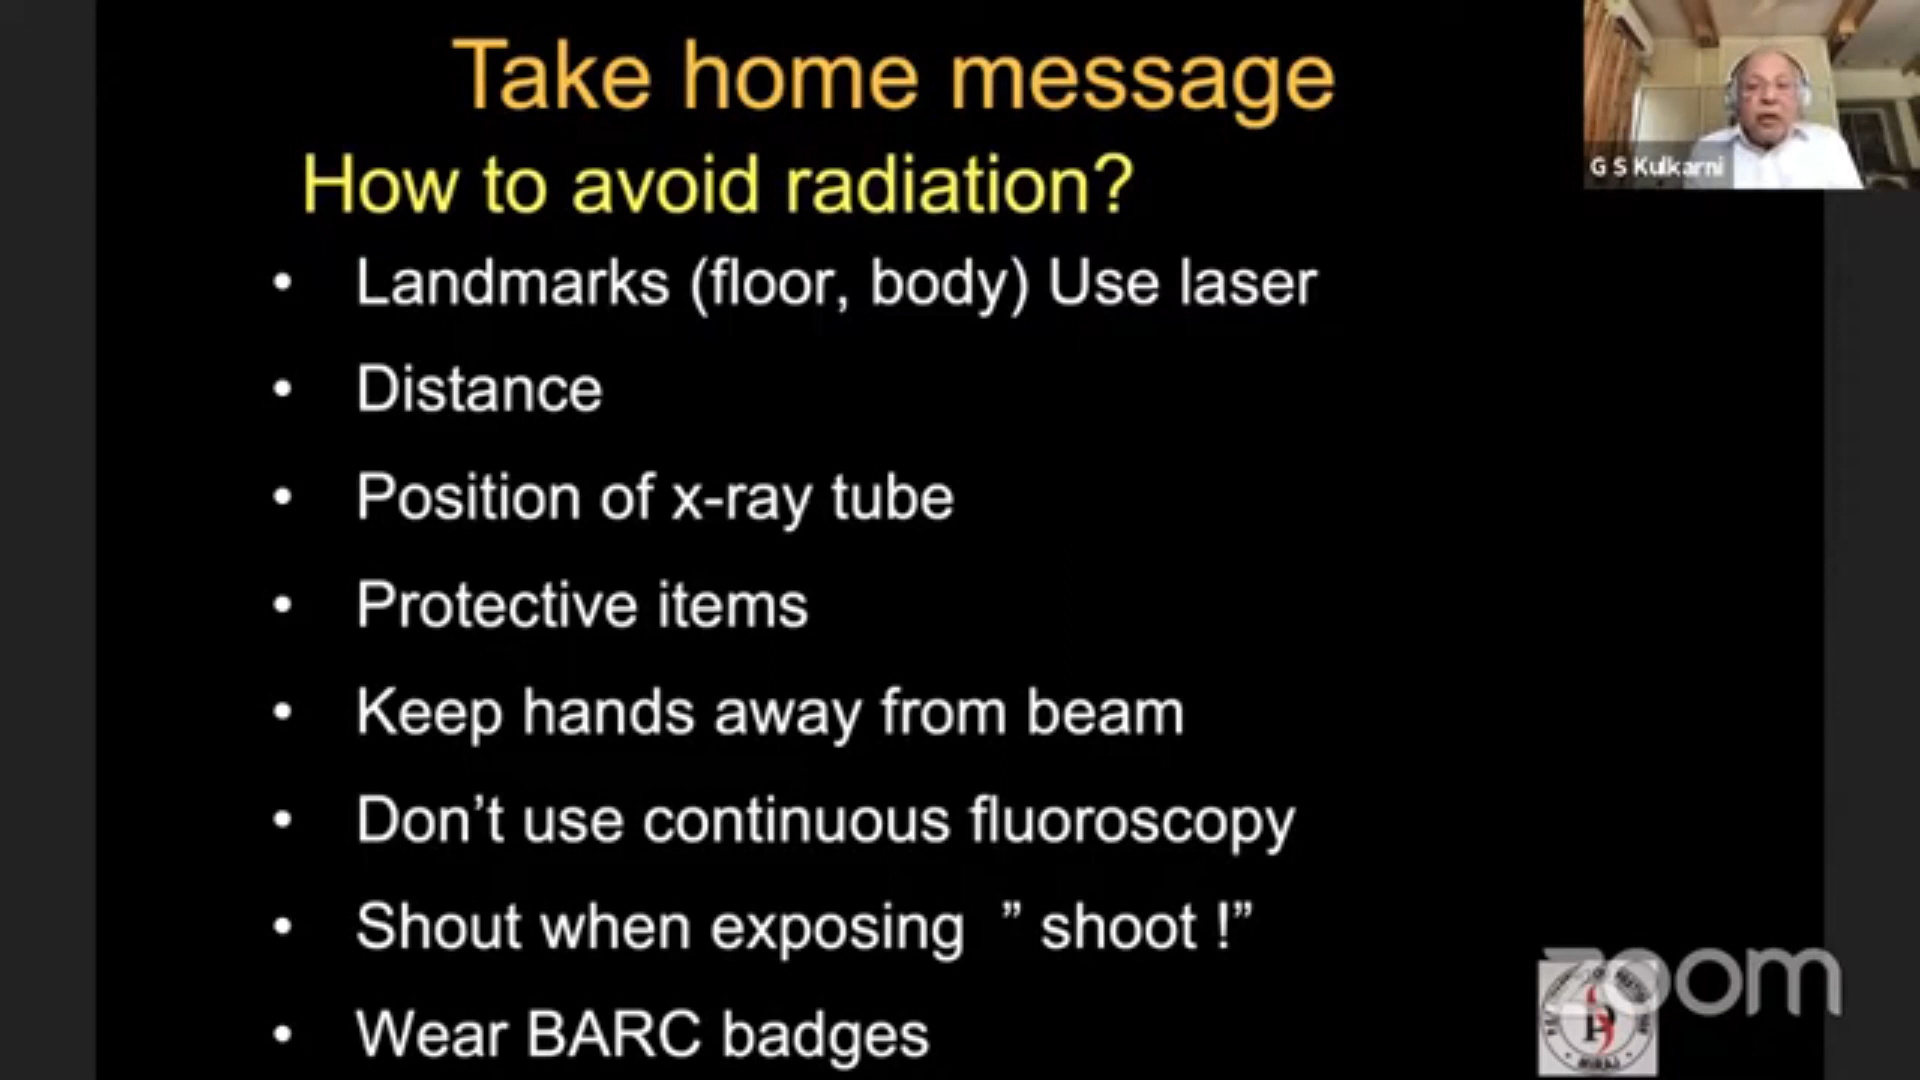 Take home message
How to avoid radiation?
• Landmarks (floor, body) Use laser
• Distance
• Position of x-ray tube
• Protective items
• Keep hands away from beam
• Don’t use continuous fluoroscopy
• Shout when exposing ” shoot !”
• Wear BARC badges
G S Kulkarni
zoom